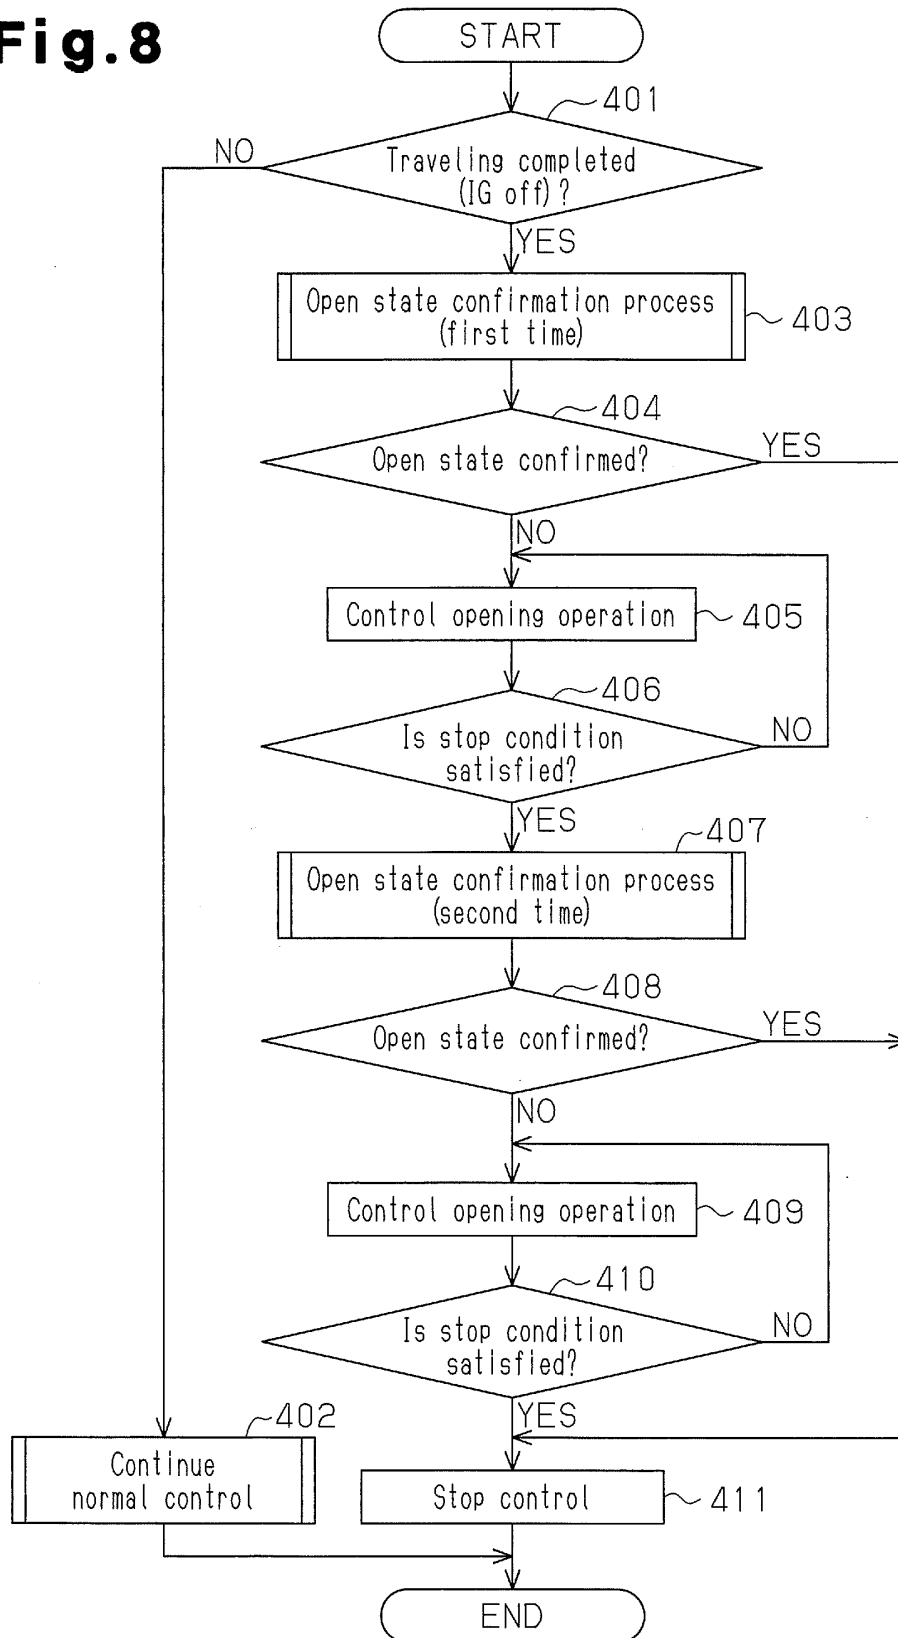 Fig.8
START
401
NO
Traveling completed
(IG off)?
YES
Open state confirmation process
(first time)
403
404
YES
Open state confirmed?
NO
Control opening operation
405
406
Is stop condition
satisfied?
NO
YES
407
Open state confirmation process
(second time)
408
YES
Open state confirmed?
NO
Control opening operation
409
410
Is stop condition
satisfied?
NO
YES
402
Continue
normal control
Stop control
411
END